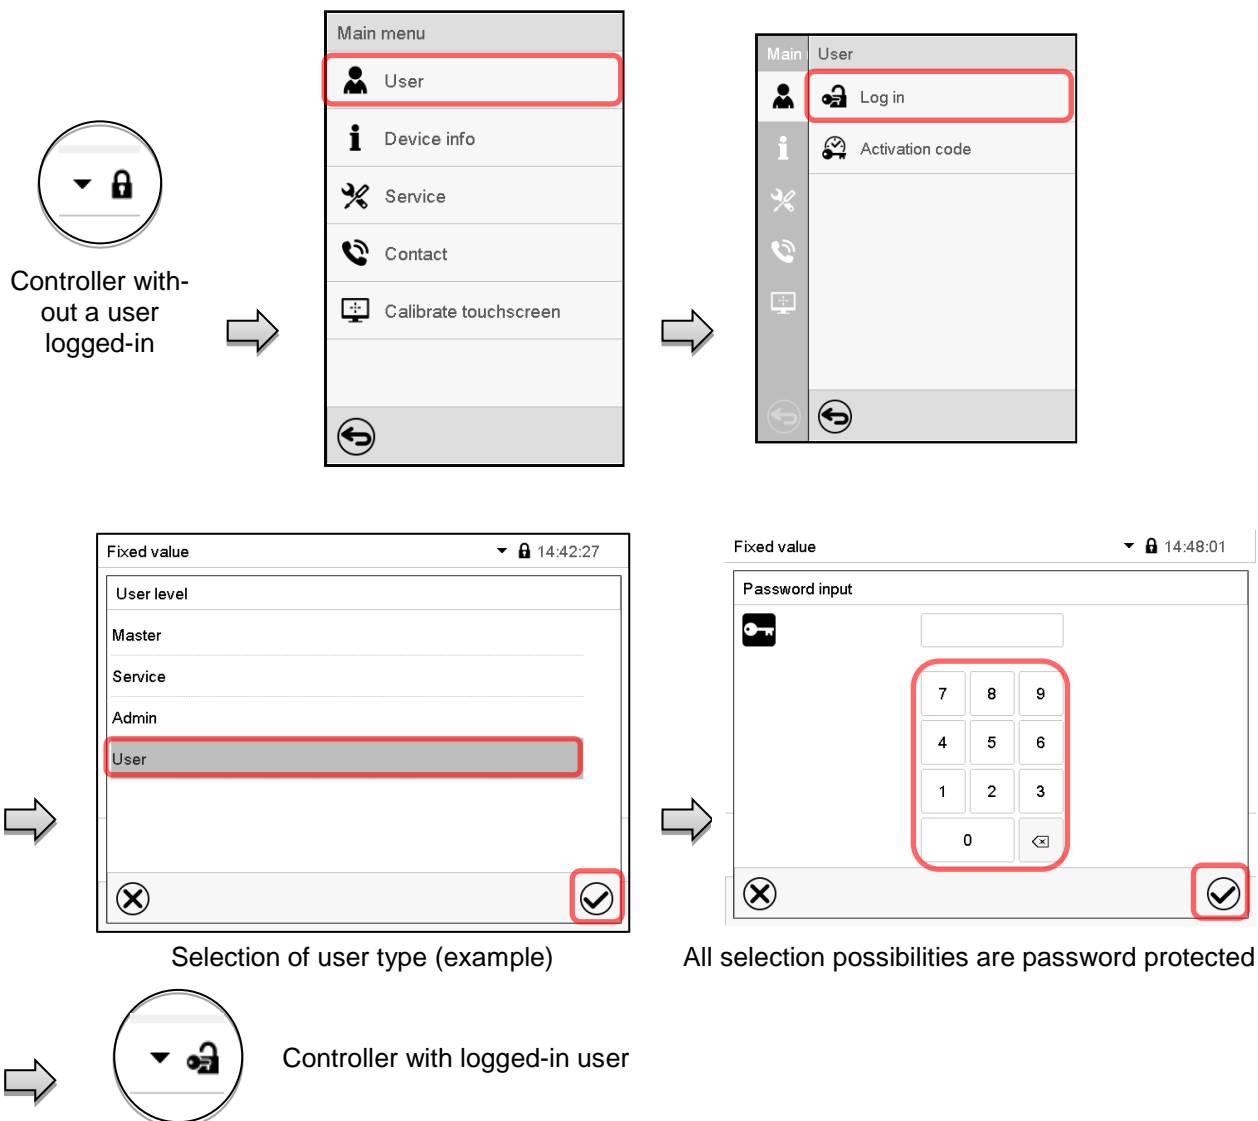 Controller with-
out a user
logged-in
Main menu
User
Device info
Service
Contact
Calibrate touchscreen
Main
User
Log in
Activation code
Fixed value
14:42:27
User level
Master
Service
Admin
User
Selection of user type (example)
Fixed value
14:48:01
Password input
7 8 9
4 5 6
1 2 3
0
All selection possibilities are password protected
Controller with logged-in user